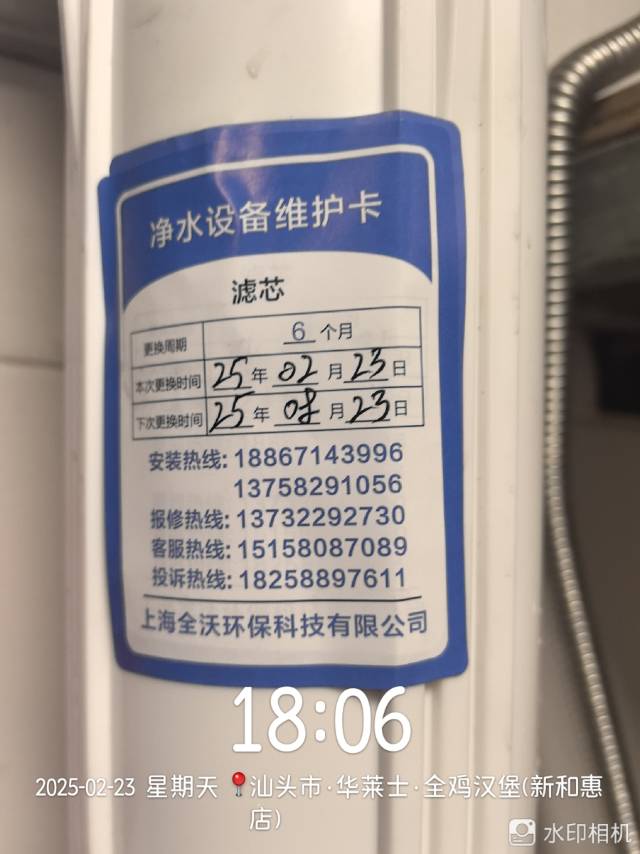 净水设备维护卡
滤芯
更换周期 6 个月
本次更换时间 25 年 02 月 23 日
下次更换时间 25 年 08 月 23 日
安装热线: 18867143996
13758291056
报修热线: 13732292730
客服热线: 15158087089
投诉热线: 18258897611
上海全沃环保科技有限公司
18:06
2025-02-23 星期天 汕头市·华莱士·全鸡汉堡(新和惠
店)
水印相机